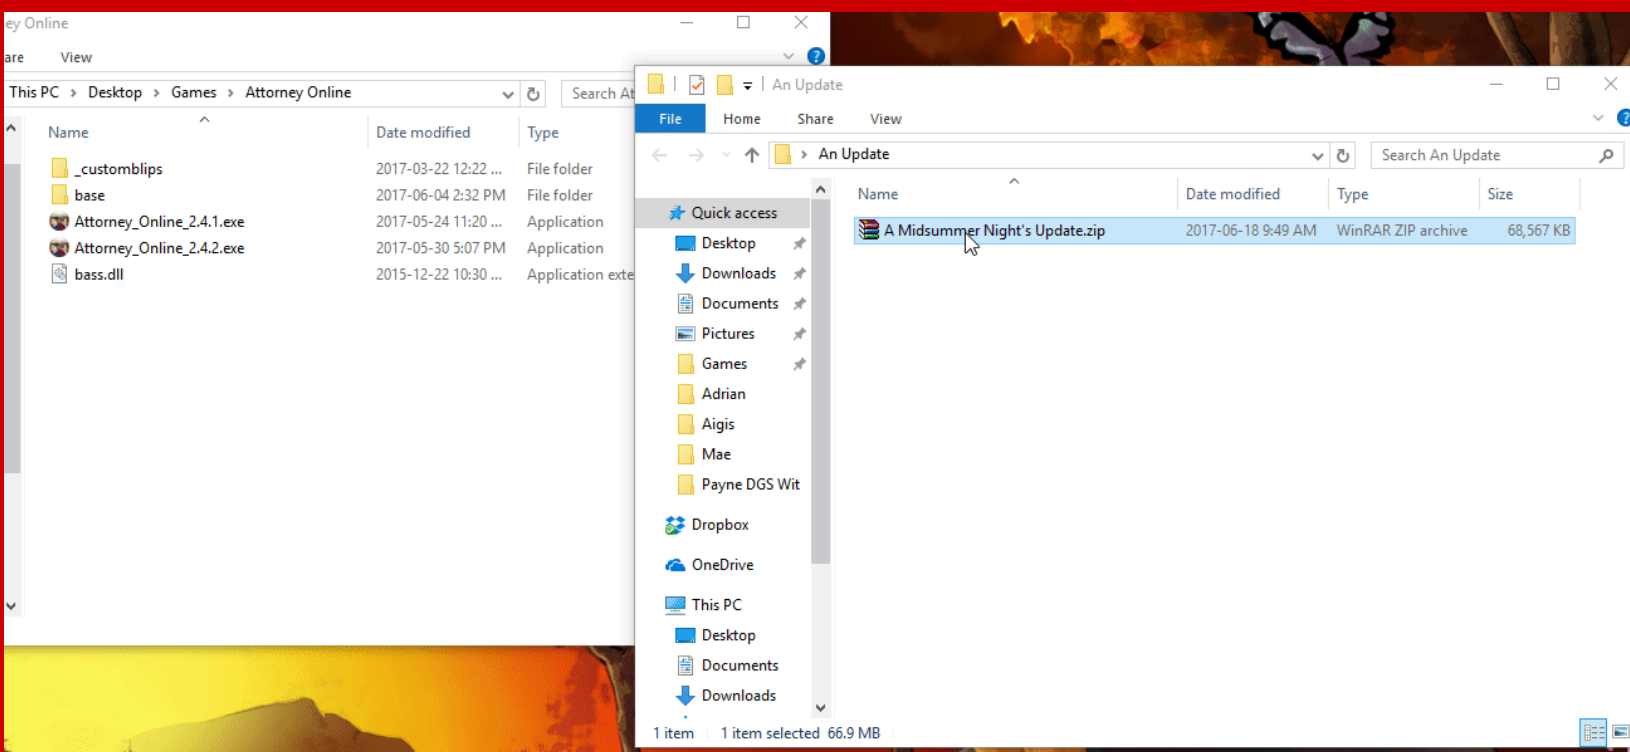 ey Online
are View
This PC > Desktop > Games > Attorney Online Search At
Name Date modified Type
_customblips 2017-03-22 12:22 ... File folder
base 2017-06-04 2:32 PM File folder
Attorney_Online_2.4.1.exe 2017-05-24 11:20 ... Application
Attorney_Online_2.4.2.exe 2017-05-30 5:07 PM Application
bass.dll 2015-12-22 10:30 ... Application exte
An Update
File Home Share View
> An Update Search An Update
Name Date modified Type Size
A Midsummer Night's Update.zip 2017-06-18 9:49 AM WinRAR ZIP archive 68,567 KB
Quick access
Desktop
Downloads
Documents
Pictures
Games
Adrian
Aigis
Mae
Payne DGS Wit
Dropbox
OneDrive
This PC
Desktop
Documents
Downloads
1 item 1 item selected 66.9 MB